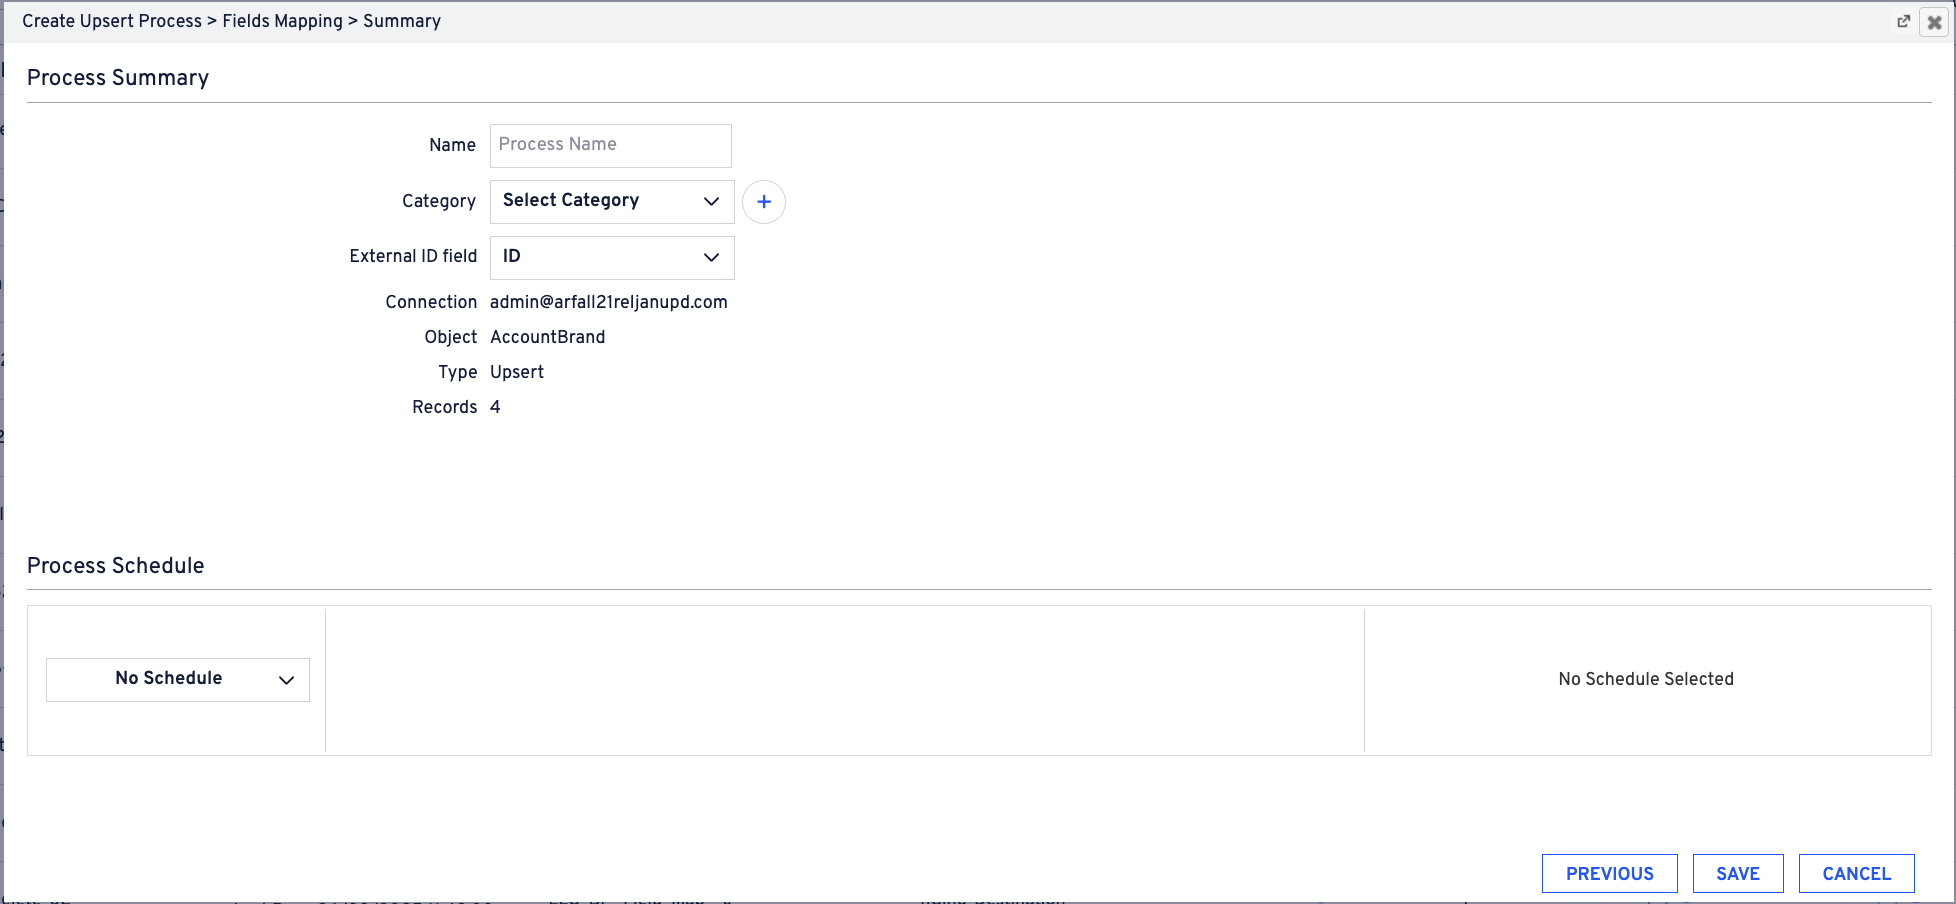 Create Upsert Process > Fields Mapping > Summary
Process Summary
Name Process Name
Category Select Category +
External ID field ID
Connection admin@arfall21reljanupd.com
Object AccountBrand
Type Upsert
Records 4
Process Schedule
No Schedule
No Schedule Selected
PREVIOUS SAVE CANCEL